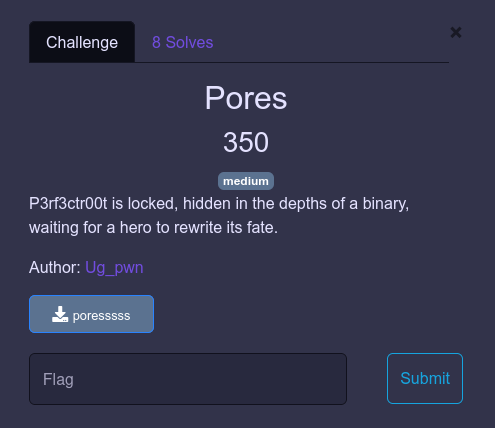 Challenge 8 Solves ×
Pores
350
medium
P3rf3ctr00t is locked, hidden in the depths of a binary,
waiting for a hero to rewrite its fate.
Author: Ug_pwn
poresssss
Flag Submit